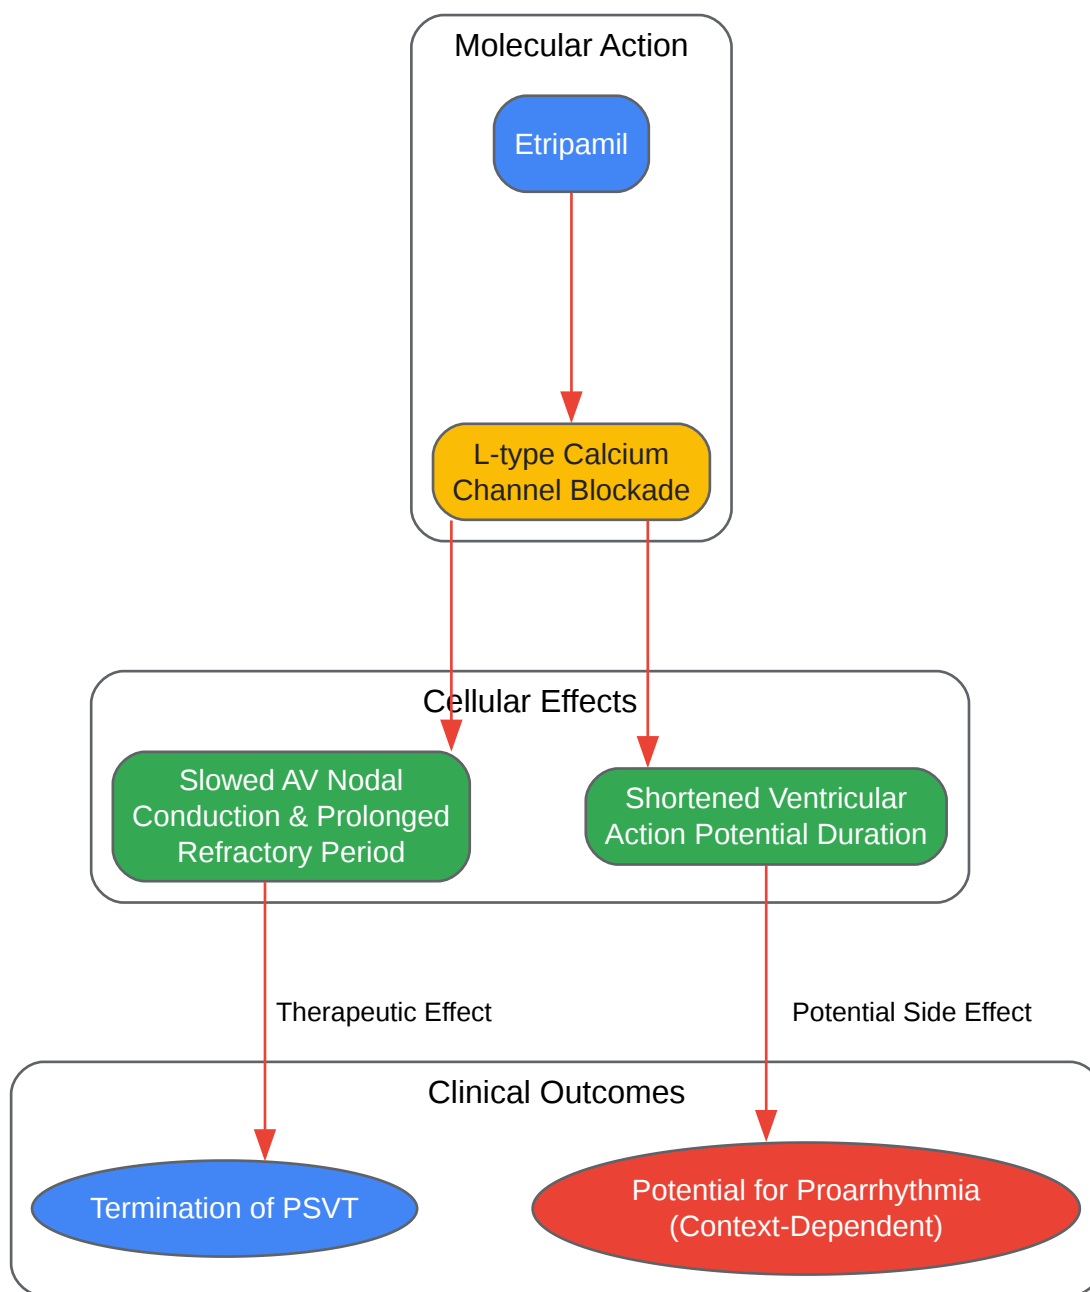 Molecular Action
Etripamil
L-type Calcium
Channel Blockade
Cellular Effects
Slowed AV Nodal
Conduction & Prolonged
Refractory Period
Shortened Ventricular
Action Potential Duration
Therapeutic Effect
Potential Side Effect
Clinical Outcomes
Termination of PSVT
Potential for Proarrhythmia
(Context-Dependent)